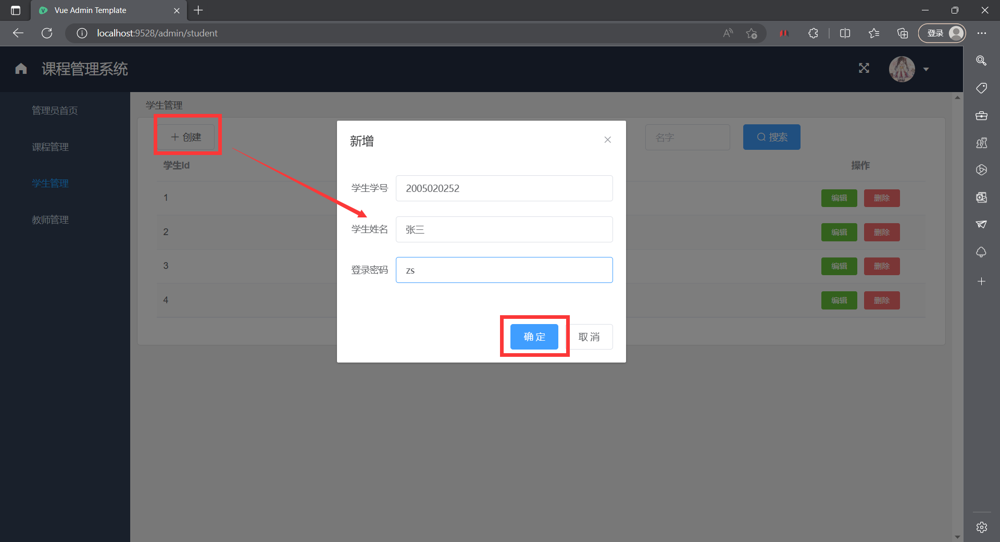 Vue Admin Template
localhost:9528/admin/student
登录
课程管理系统
管理员首页
课程管理
学生管理
教师管理
学生管理
创建
名字
搜索
学生Id
操作
1
编辑 删除
2
编辑 删除
3
编辑 删除
4
编辑 删除
新增
学生学号 2005020252
学生姓名 张三
登录密码 zs
确 定
取 消